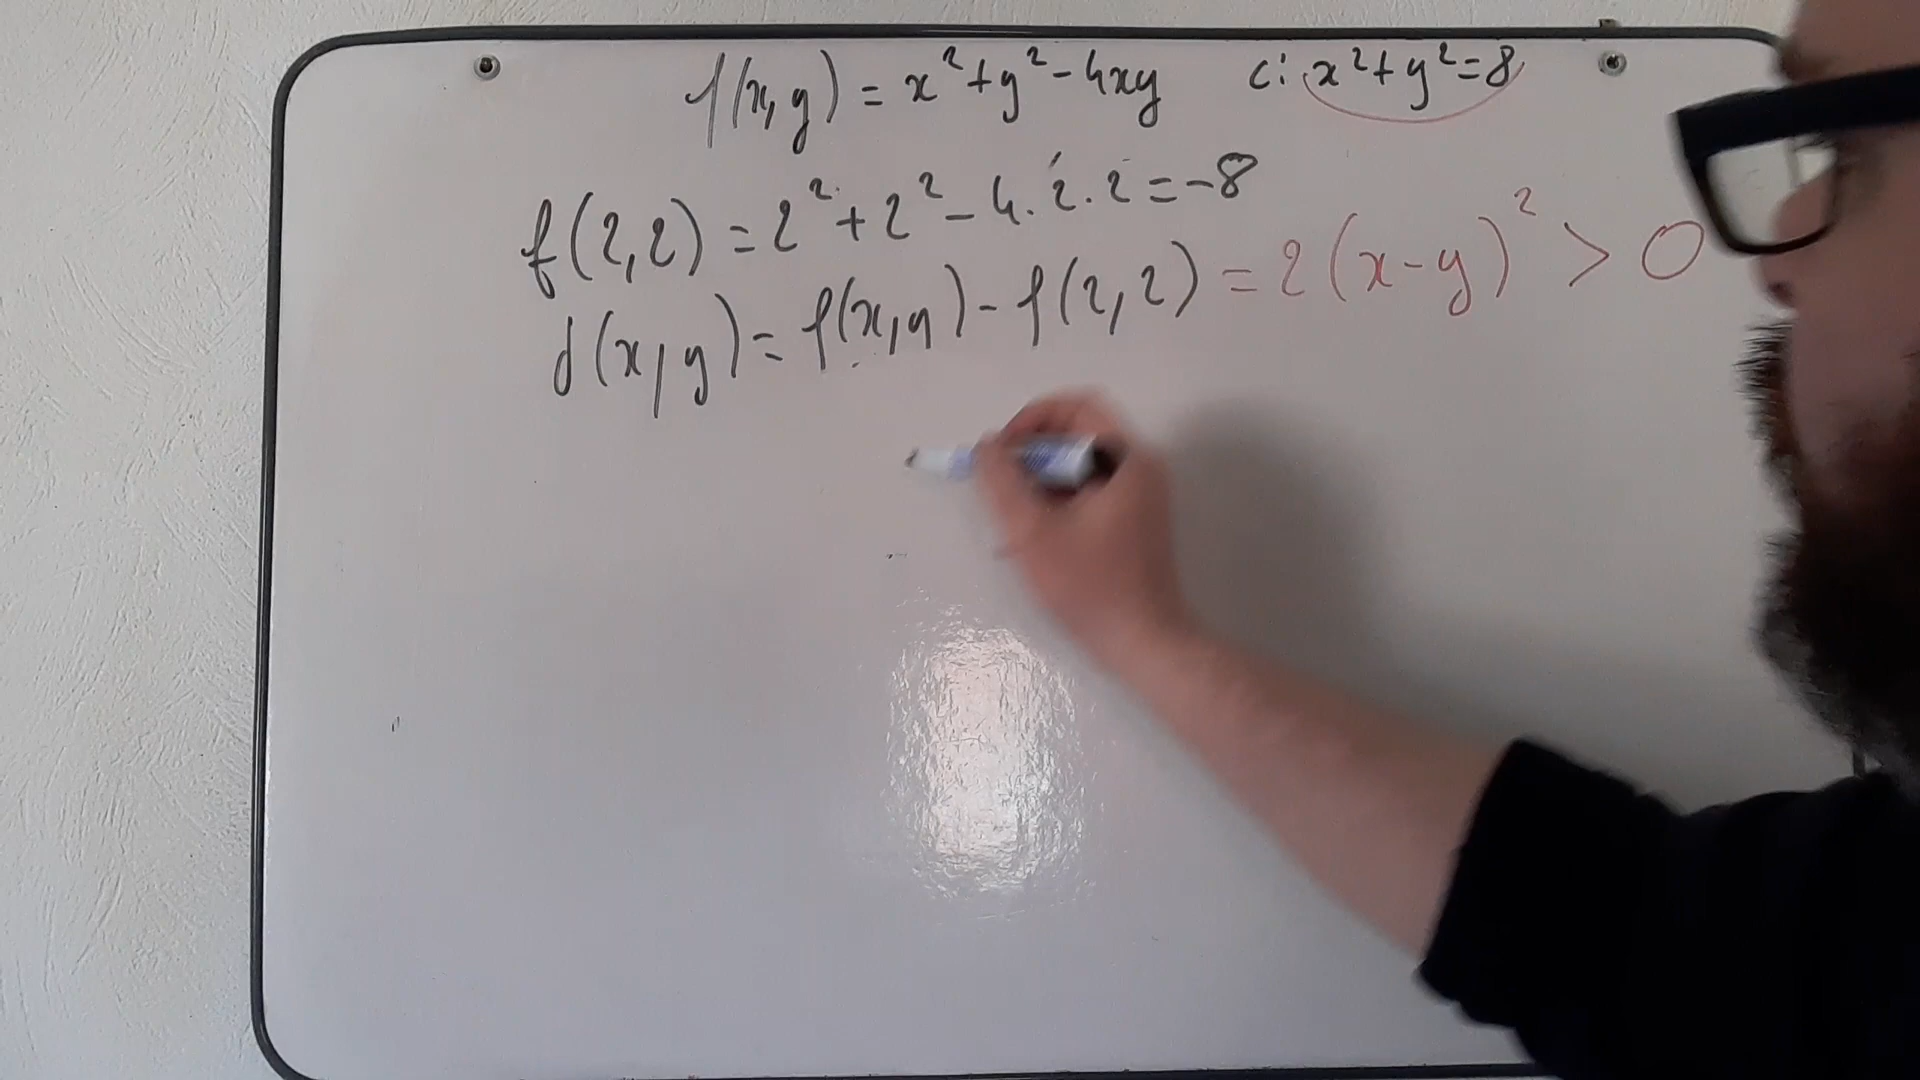 f(x,y) = x²+y²-4xy c: x²+y²=8
f(2,2) = 2²+2²-4.2.2=-8
d(x,y) = f(x,y) - f(2,2) = 2(x-y)² > 0